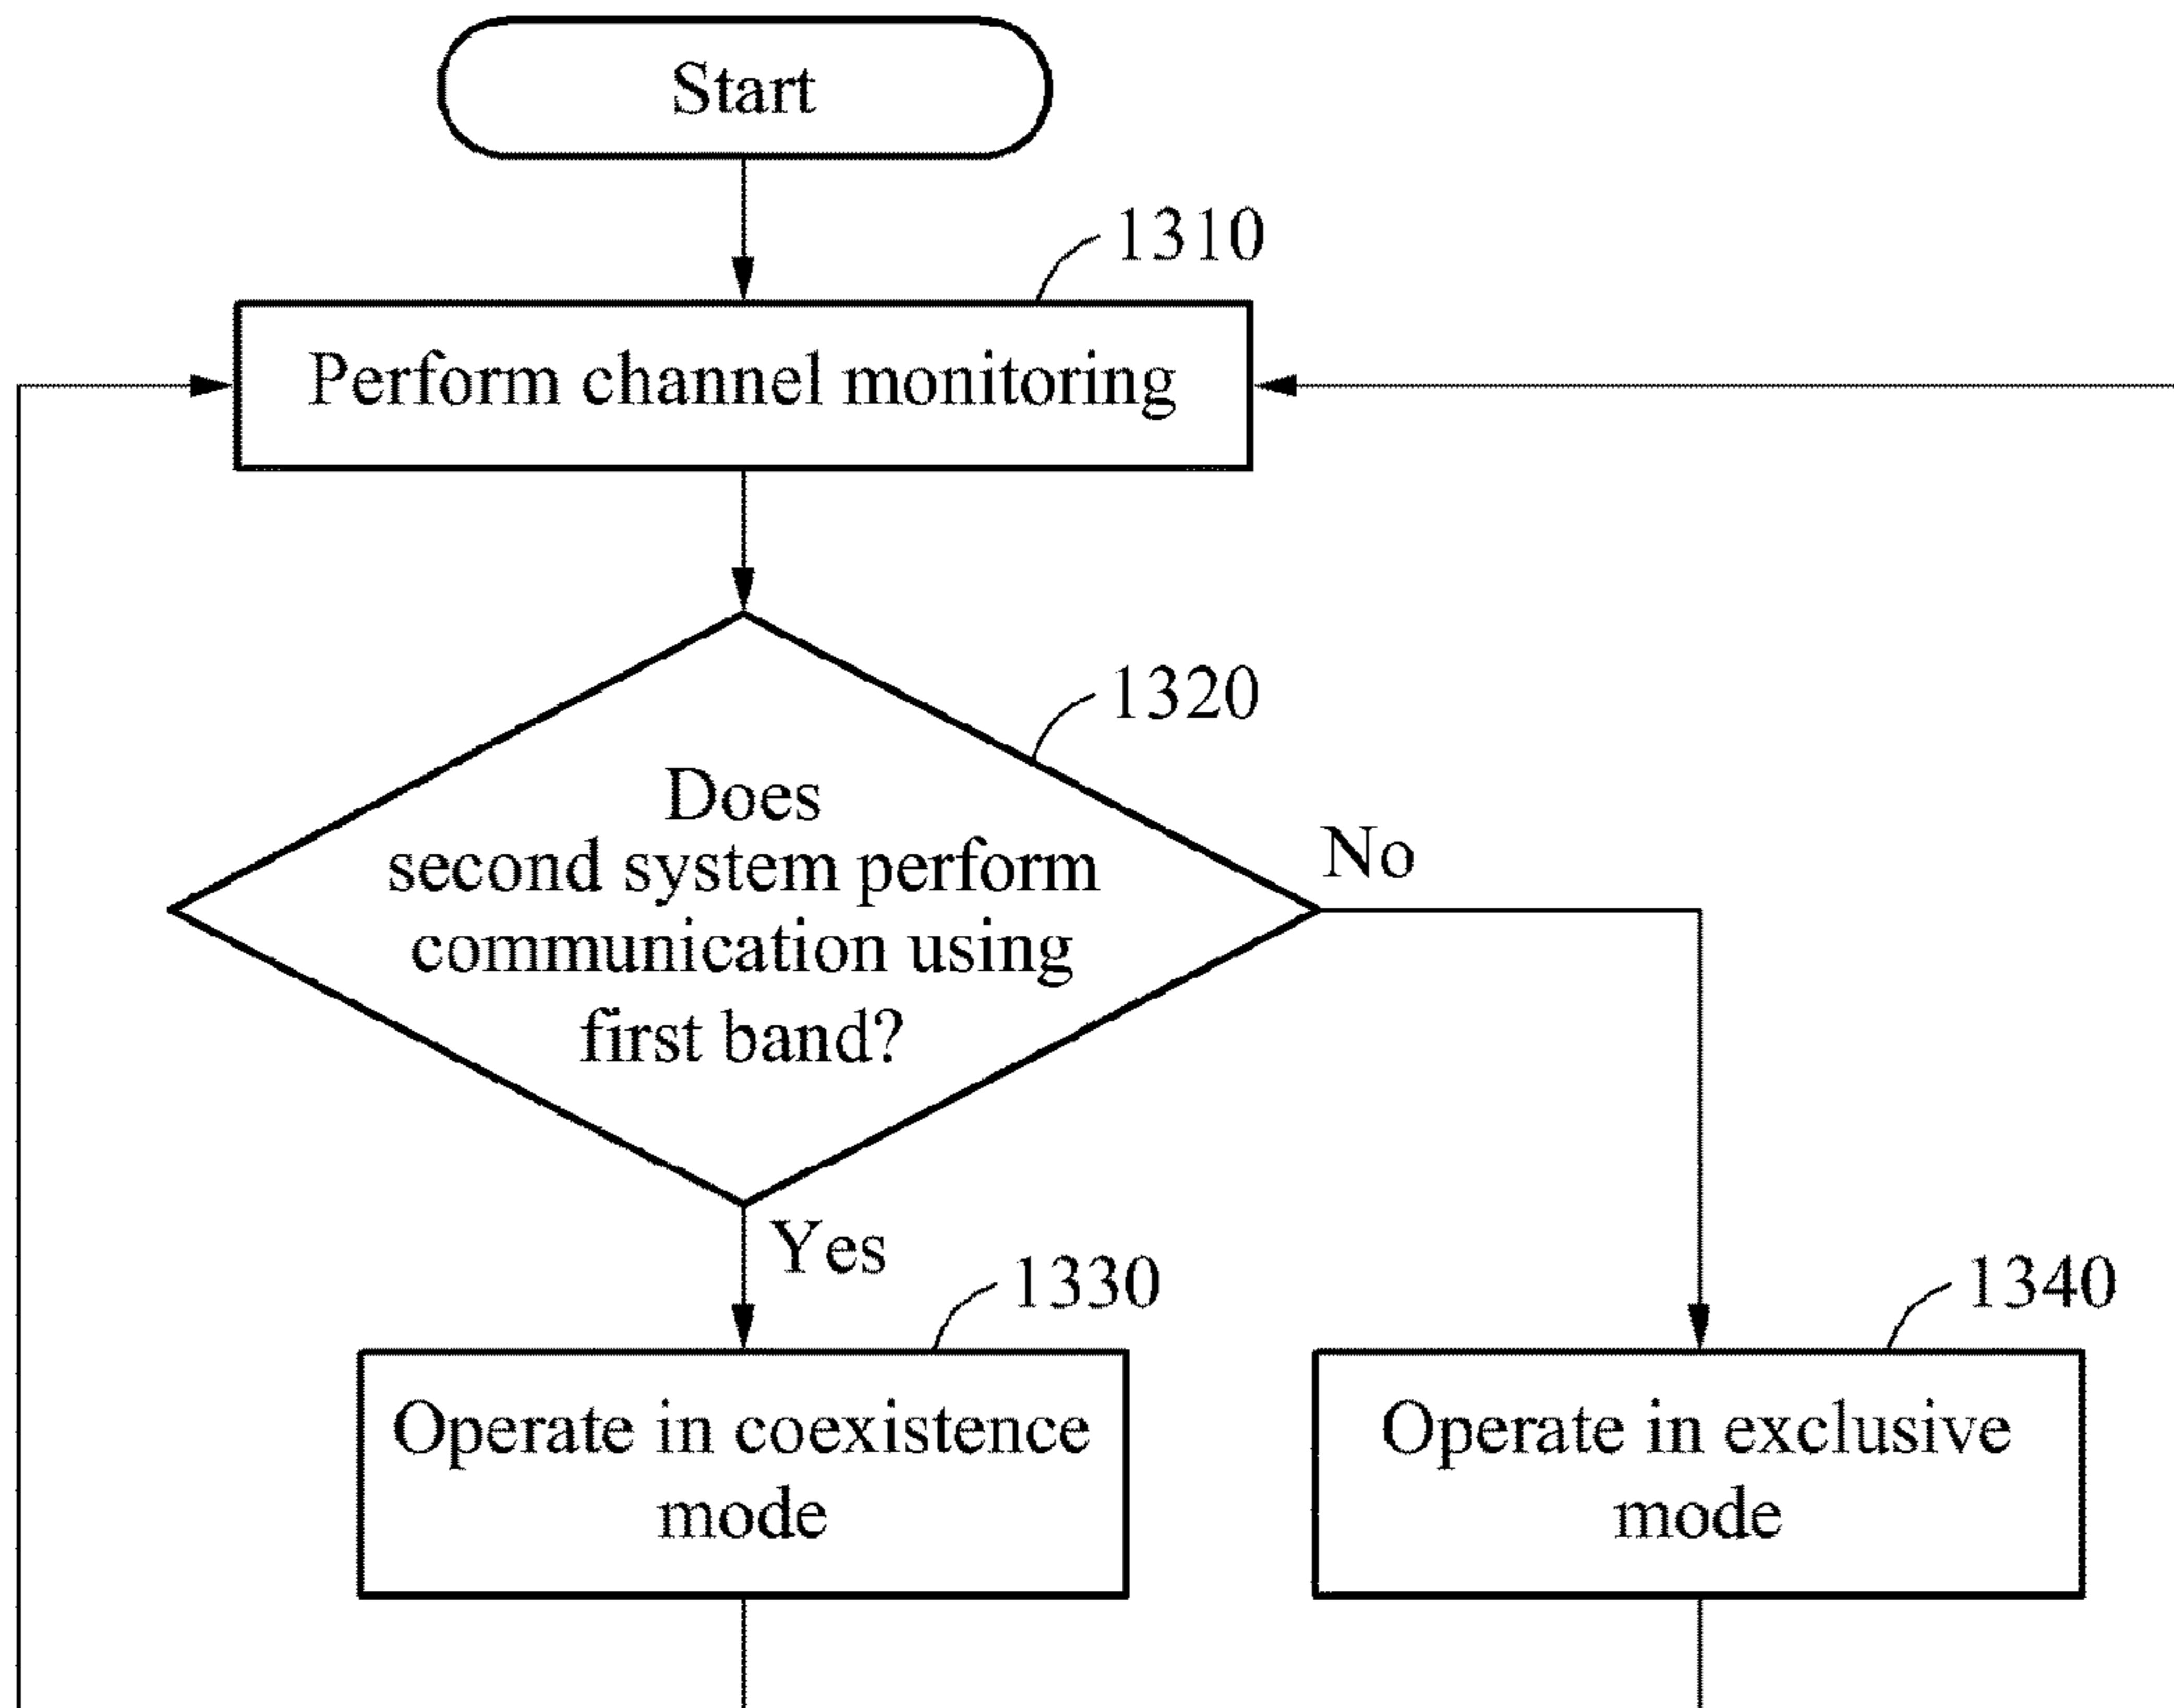 Start
1310
Perform channel monitoring
1320
Does
second system perform
communication using
first band?
No
Yes
1330
Operate in coexistence
mode
1340
Operate in exclusive
mode